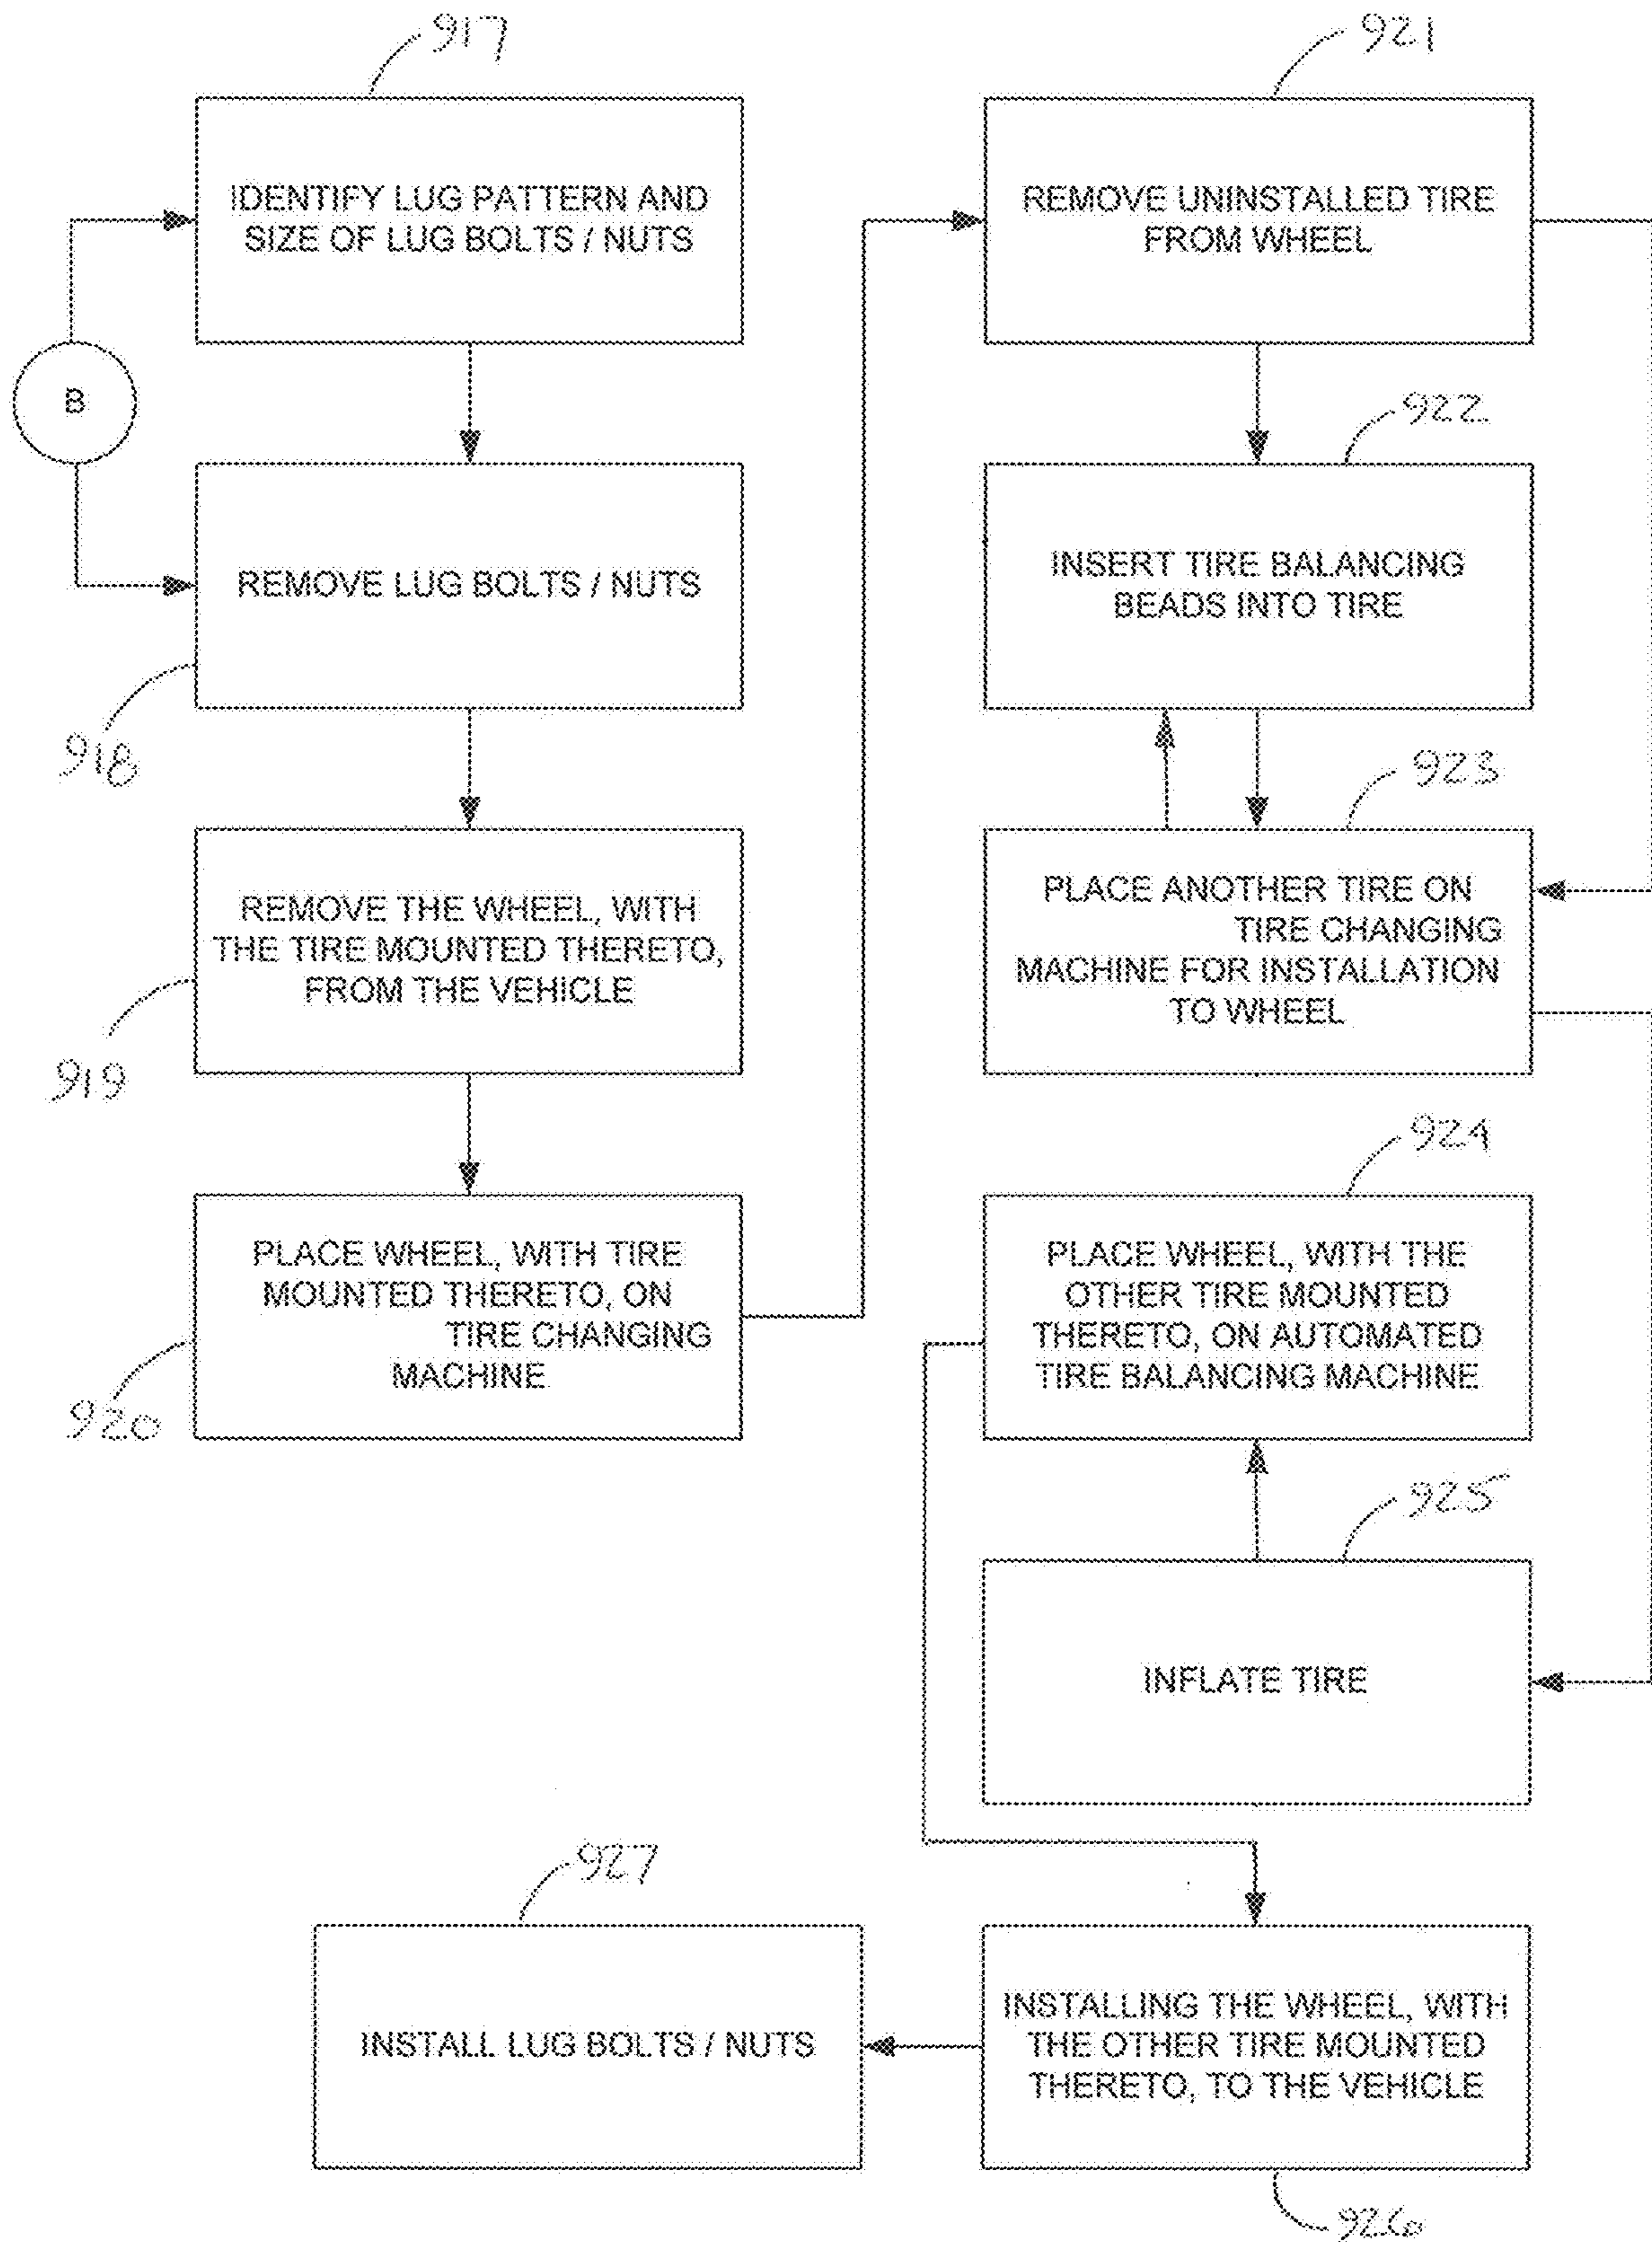 917
IDENTIFY LUG PATTERN AND
SIZE OF LUG BOLTS / NUTS
B
REMOVE LUG BOLTS / NUTS
918
REMOVE THE WHEEL, WITH
THE TIRE MOUNTED THERETO,
FROM THE VEHICLE
919
PLACE WHEEL, WITH TIRE
MOUNTED THERETO, ON
TIRE CHANGING
MACHINE
920
921
REMOVE UNINSTALLED TIRE
FROM WHEEL
922
INSERT TIRE BALANCING
BEADS INTO TIRE
923
PLACE ANOTHER TIRE ON
TIRE CHANGING
MACHINE FOR INSTALLATION
TO WHEEL
924
PLACE WHEEL, WITH THE
OTHER TIRE MOUNTED
THERETO, ON AUTOMATED
TIRE BALANCING MACHINE
925
INFLATE TIRE
927
INSTALL LUG BOLTS / NUTS
INSTALLING THE WHEEL, WITH
THE OTHER TIRE MOUNTED
THERETO, TO THE VEHICLE
926